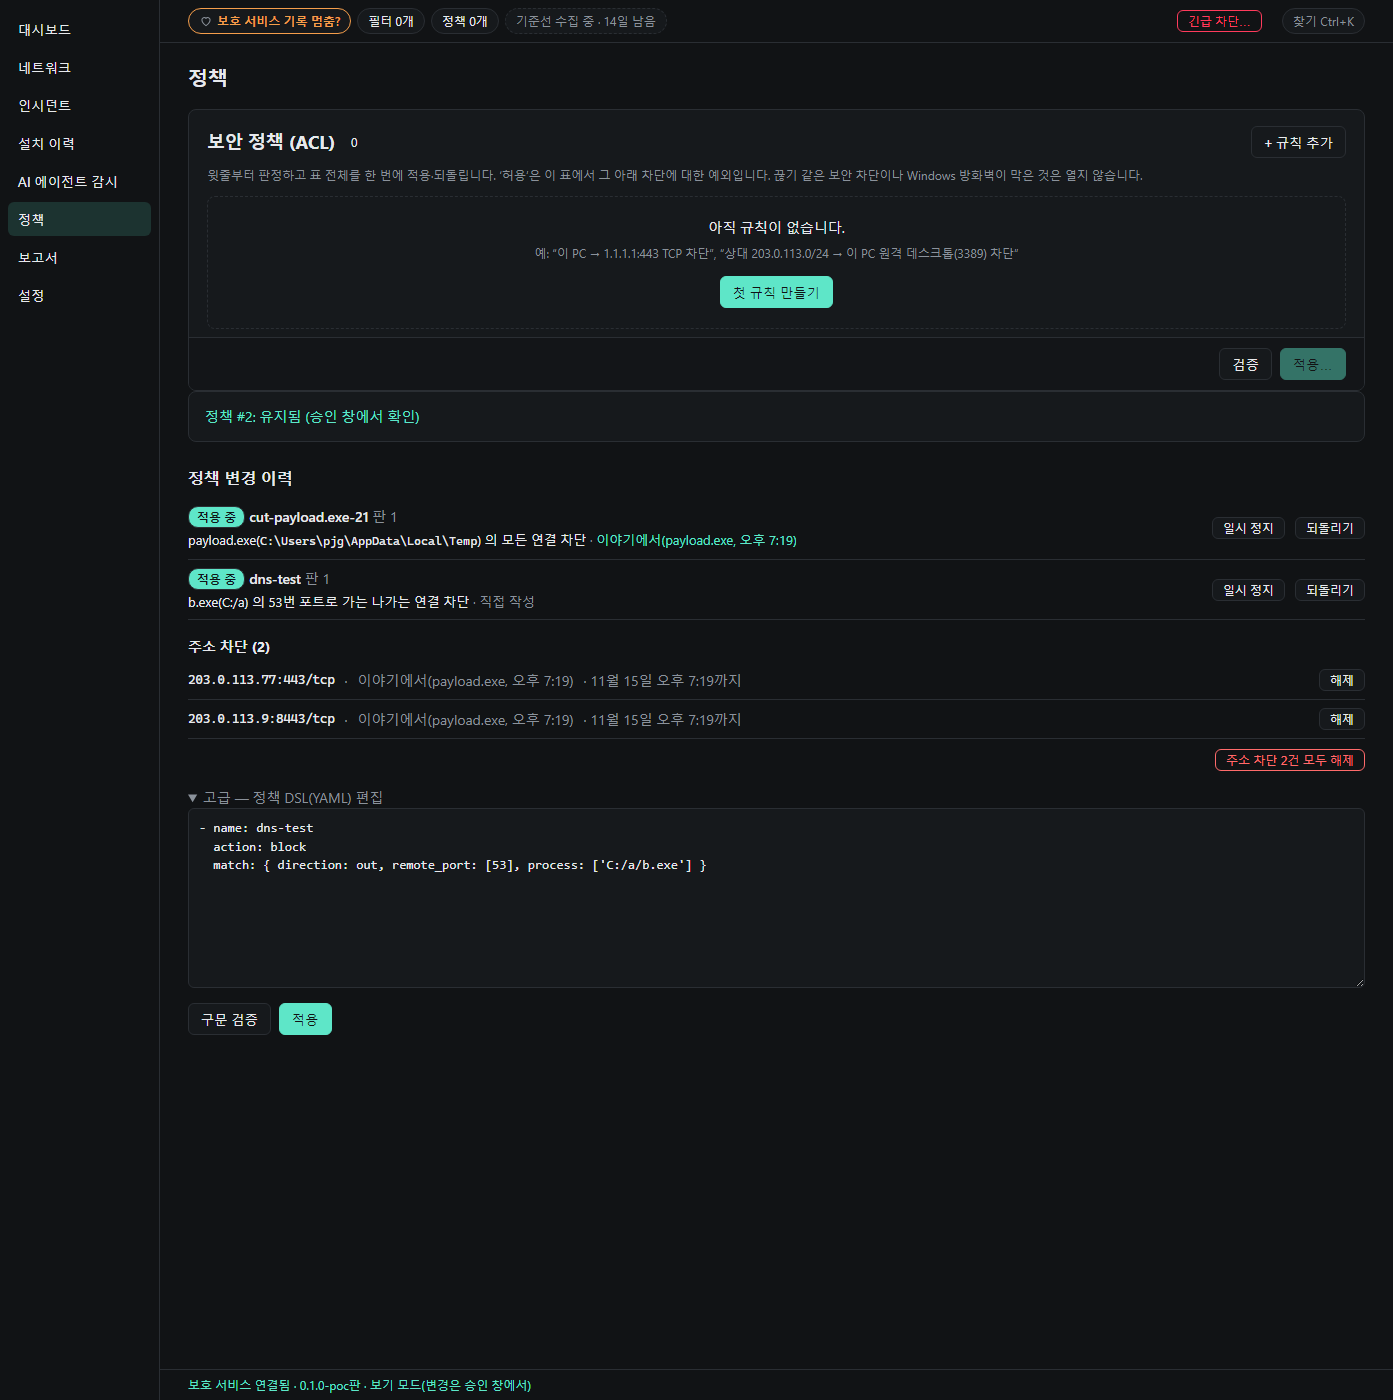 대시보드
네트워크
인시던트
설치 이력
AI 에이전트 감시
정책
보고서
설정
♡ 보호 서비스 기록 멈춤? 필터 0개 정책 0개 기준선 수집 중 · 14일 남음 긴급 차단... 찾기 Ctrl+K
정책
보안 정책 (ACL) 0 + 규칙 추가
윗줄부터 판정하고 표 전체를 한 번에 적용·되돌립니다. ‘허용’은 이 표에서 그 아래 차단에 대한 예외입니다. 끊기 같은 보안 차단이나 Windows 방화벽이 막은 것은 열지 않습니다.
아직 규칙이 없습니다.
예: “이 PC → 1.1.1.1:443 TCP 차단”, “상대 203.0.113.0/24 → 이 PC 원격 데스크톱(3389) 차단”
첫 규칙 만들기
검증 적용...
정책 #2: 유지됨 (승인 창에서 확인)
정책 변경 이력
적용 중 cut-payload.exe-21 판 1
payload.exe(C:\Users\pjg\AppData\Local\Temp) 의 모든 연결 차단 · 이야기에서(payload.exe, 오후 7:19)
일시 정지 되돌리기
적용 중 dns-test 판 1
b.exe(C:/a) 의 53번 포트로 가는 나가는 연결 차단 · 직접 작성
일시 정지 되돌리기
주소 차단 (2)
203.0.113.77:443/tcp · 이야기에서(payload.exe, 오후 7:19) · 11월 15일 오후 7:19까지 해제
203.0.113.9:8443/tcp · 이야기에서(payload.exe, 오후 7:19) · 11월 15일 오후 7:19까지 해제
주소 차단 2건 모두 해제
▼ 고급 — 정책 DSL(YAML) 편집
- name: dns-test
  action: block
  match: { direction: out, remote_port: [53], process: ['C:/a/b.exe'] }
구문 검증 적용
보호 서비스 연결됨 · 0.1.0-poc판 · 보기 모드(변경은 승인 창에서)